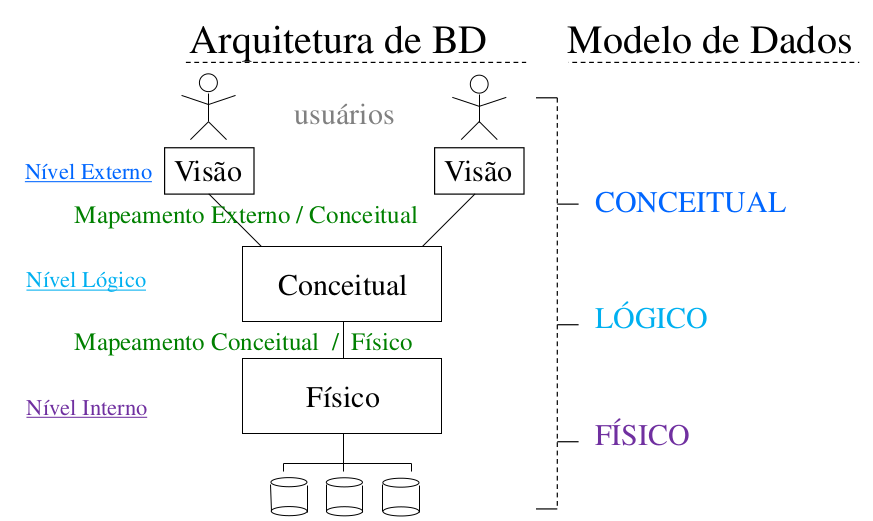 Arquitetura de BD
Modelo de Dados
usuários
Nível Externo
Visão
Visão
CONCEITUAL
Mapeamento Externo / Conceitual
Nível Lógico
Conceitual
LÓGICO
Mapeamento Conceitual / Físico
Nível Interno
Físico
FÍSICO